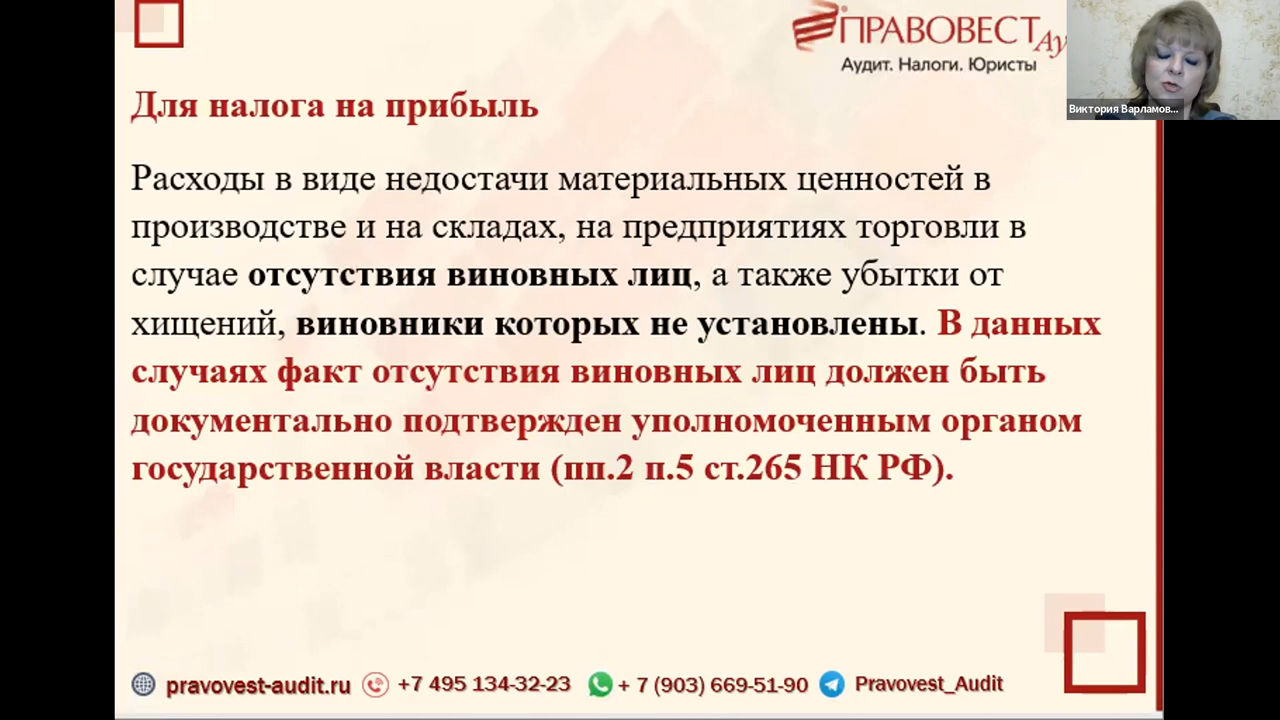 ПРАВОВЕСТ Ау
Аудит. Налоги. Юристы
Виктория Варламов...
Для налога на прибыль
Расходы в виде недостачи материальных ценностей в
производстве и на складах, на предприятиях торговли в
случае отсутствия виновных лиц, а также убытки от
хищений, виновники которых не установлены. В данных
случаях факт отсутствия виновных лиц должен быть
документально подтвержден уполномоченным органом
государственной власти (пп.2 п.5 ст.265 НК РФ).
pravovest-audit.ru +7 495 134-32-23 + 7 (903) 669-51-90 Pravovest_Audit